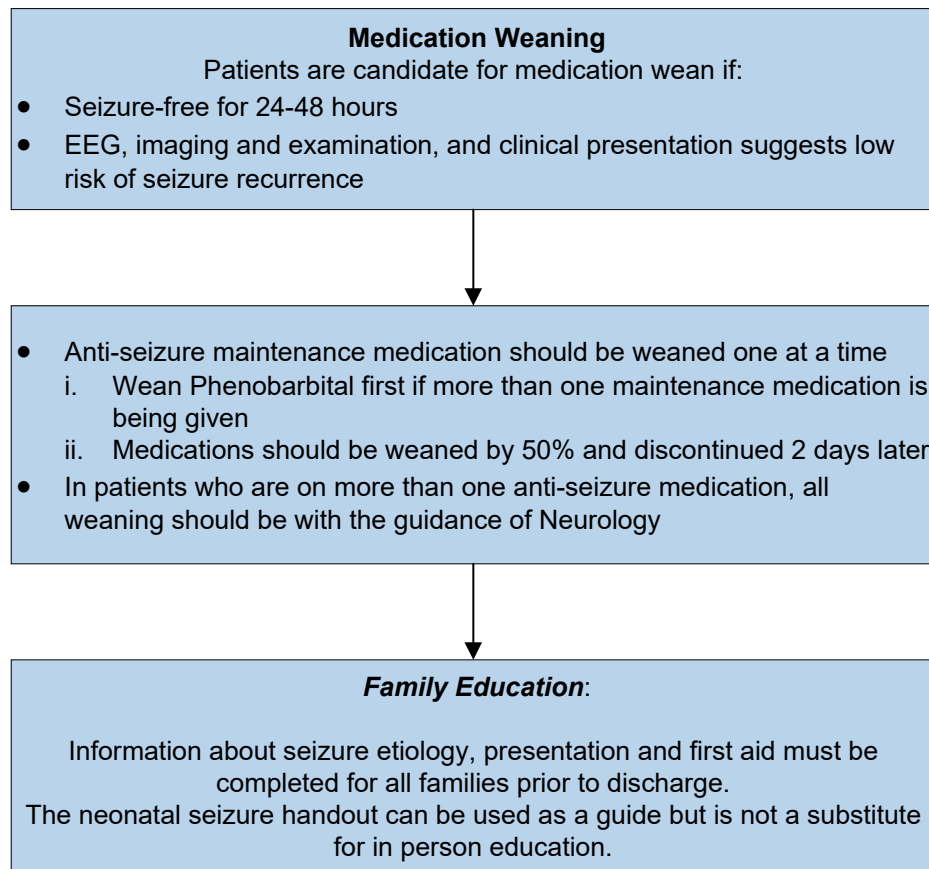 Medication Weaning
Patients are candidate for medication wean if:
• Seizure-free for 24-48 hours
• EEG, imaging and examination, and clinical presentation suggests low
risk of seizure recurrence
• Anti-seizure maintenance medication should be weaned one at a time
i. Wean Phenobarbital first if more than one maintenance medication is
being given
ii. Medications should be weaned by 50% and discontinued 2 days later
• In patients who are on more than one anti-seizure medication, all
weaning should be with the guidance of Neurology
Family Education:
Information about seizure etiology, presentation and first aid must be
completed for all families prior to discharge.
The neonatal seizure handout can be used as a guide but is not a substitute
for in person education.